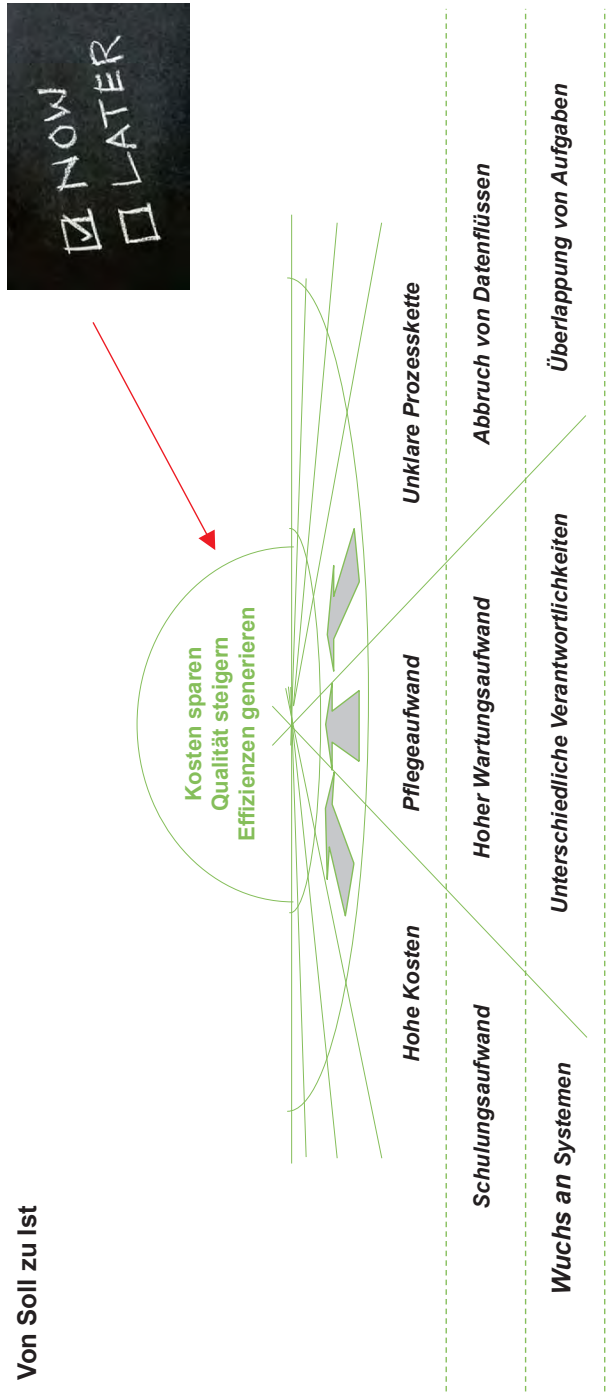 Von Soll zu Ist
NOW
LATER
Kosten sparen
Qualität steigern
Effizienzen generieren
Hohe Kosten Pflegeaufwand Unklare Prozesskette
Schulungsaufwand Hoher Wartungsaufwand Abbruch von Datenflüssen
Wuchs an Systemen Unterschiedliche Verantwortlichkeiten Überlappung von Aufgaben